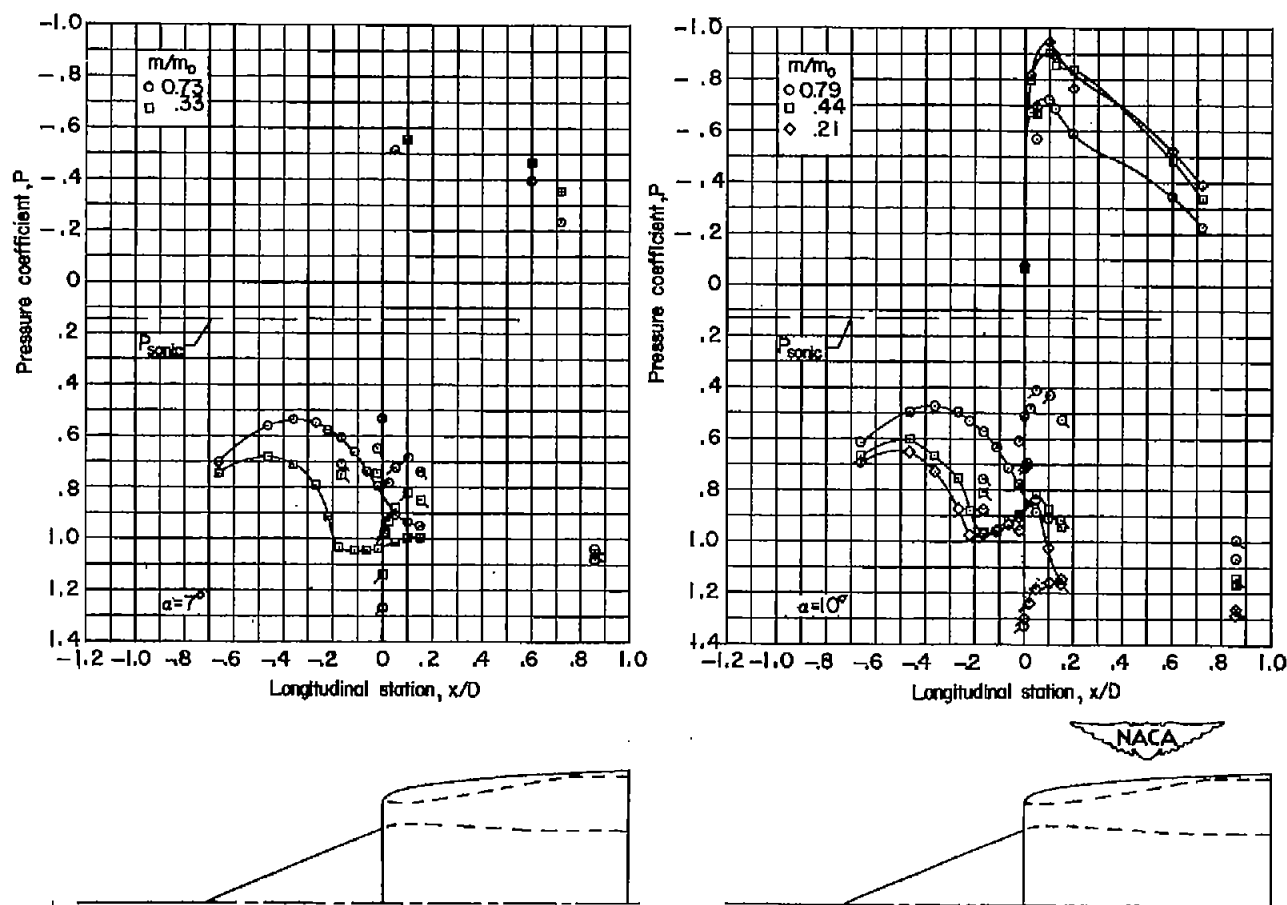 -1.0
-.8
-.6
-.4
-.2
0
.2
.4
.6
.8
1.0
1.2
1.4
Pressure coefficient, P
m/m₀
0.73
.33
P sonic
α=7°
-1.2 -1.0 -.8 -.6 -.4 -.2 0 .2 .4 .6 .8 1.0
Longitudinal station, x/D
-1.0
-.8
-.6
-.4
-.2
0
.2
.4
.6
.8
1.0
1.2
1.4
Pressure coefficient, P
m/m₀
0.79
.44
.21
P sonic
α=10°
-1.2 -1.0 -.8 -.6 -.4 -.2 0 .2 .4 .6 .8 1.0
Longitudinal station, x/D
NACA